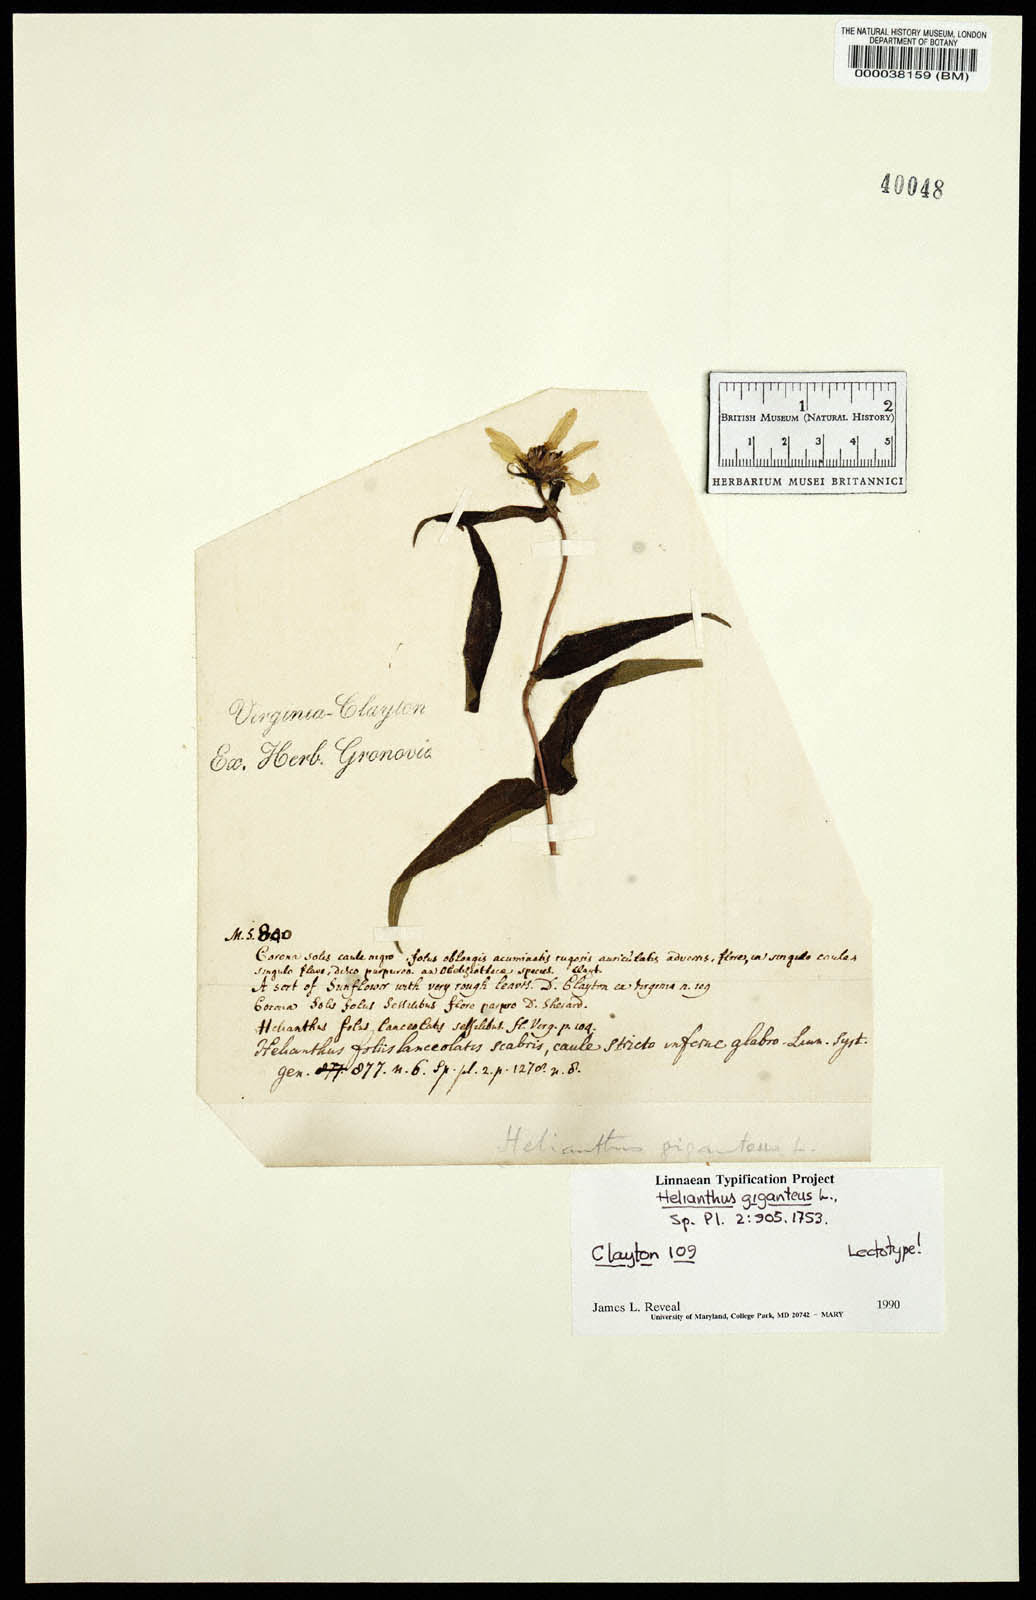 THE NATURAL HISTORY MUSEUM, LONDON
DEPARTMENT OF BOTANY
000038159 (BM)
40048
1 2
BRITISH MUSEUM (NATURAL HISTORY)
1 2 3 4 5
HERBARIUM MUSEI BRITANNICI
Virginia-Clayton
Ex. Herb. Gronovii
M. S. 800
Corona solis caule nigro, foliis oblongis acuminatis rugosis auriculatis adversis, flores, in singulo caule
singulo flavo, disco purpureo. an species. Clayt.
A sort of Sunflower with very rough leaves. D. Clayton ex Virginia n. 109
Corona Solis foliis Sessilibus flore D. Sherard.
Helianthus foliis lanceolatis sessilibus. Fl. Virg. p. 104.
Helianthus foliis lanceolatis scabris, caule stricto inferne glabro. Linn. Syst.
gen. 877. n. 6. Sp. pl. 2. p. 1278. n. 8.
Helianthus giganteus L.
Linnaean Typification Project
Helianthus giganteus L.,
Sp. Pl. 2:905. 1753.
Clayton 109 Lectotype!
James L. Reveal 1990
University of Maryland, College Park, MD 20742 – MARY